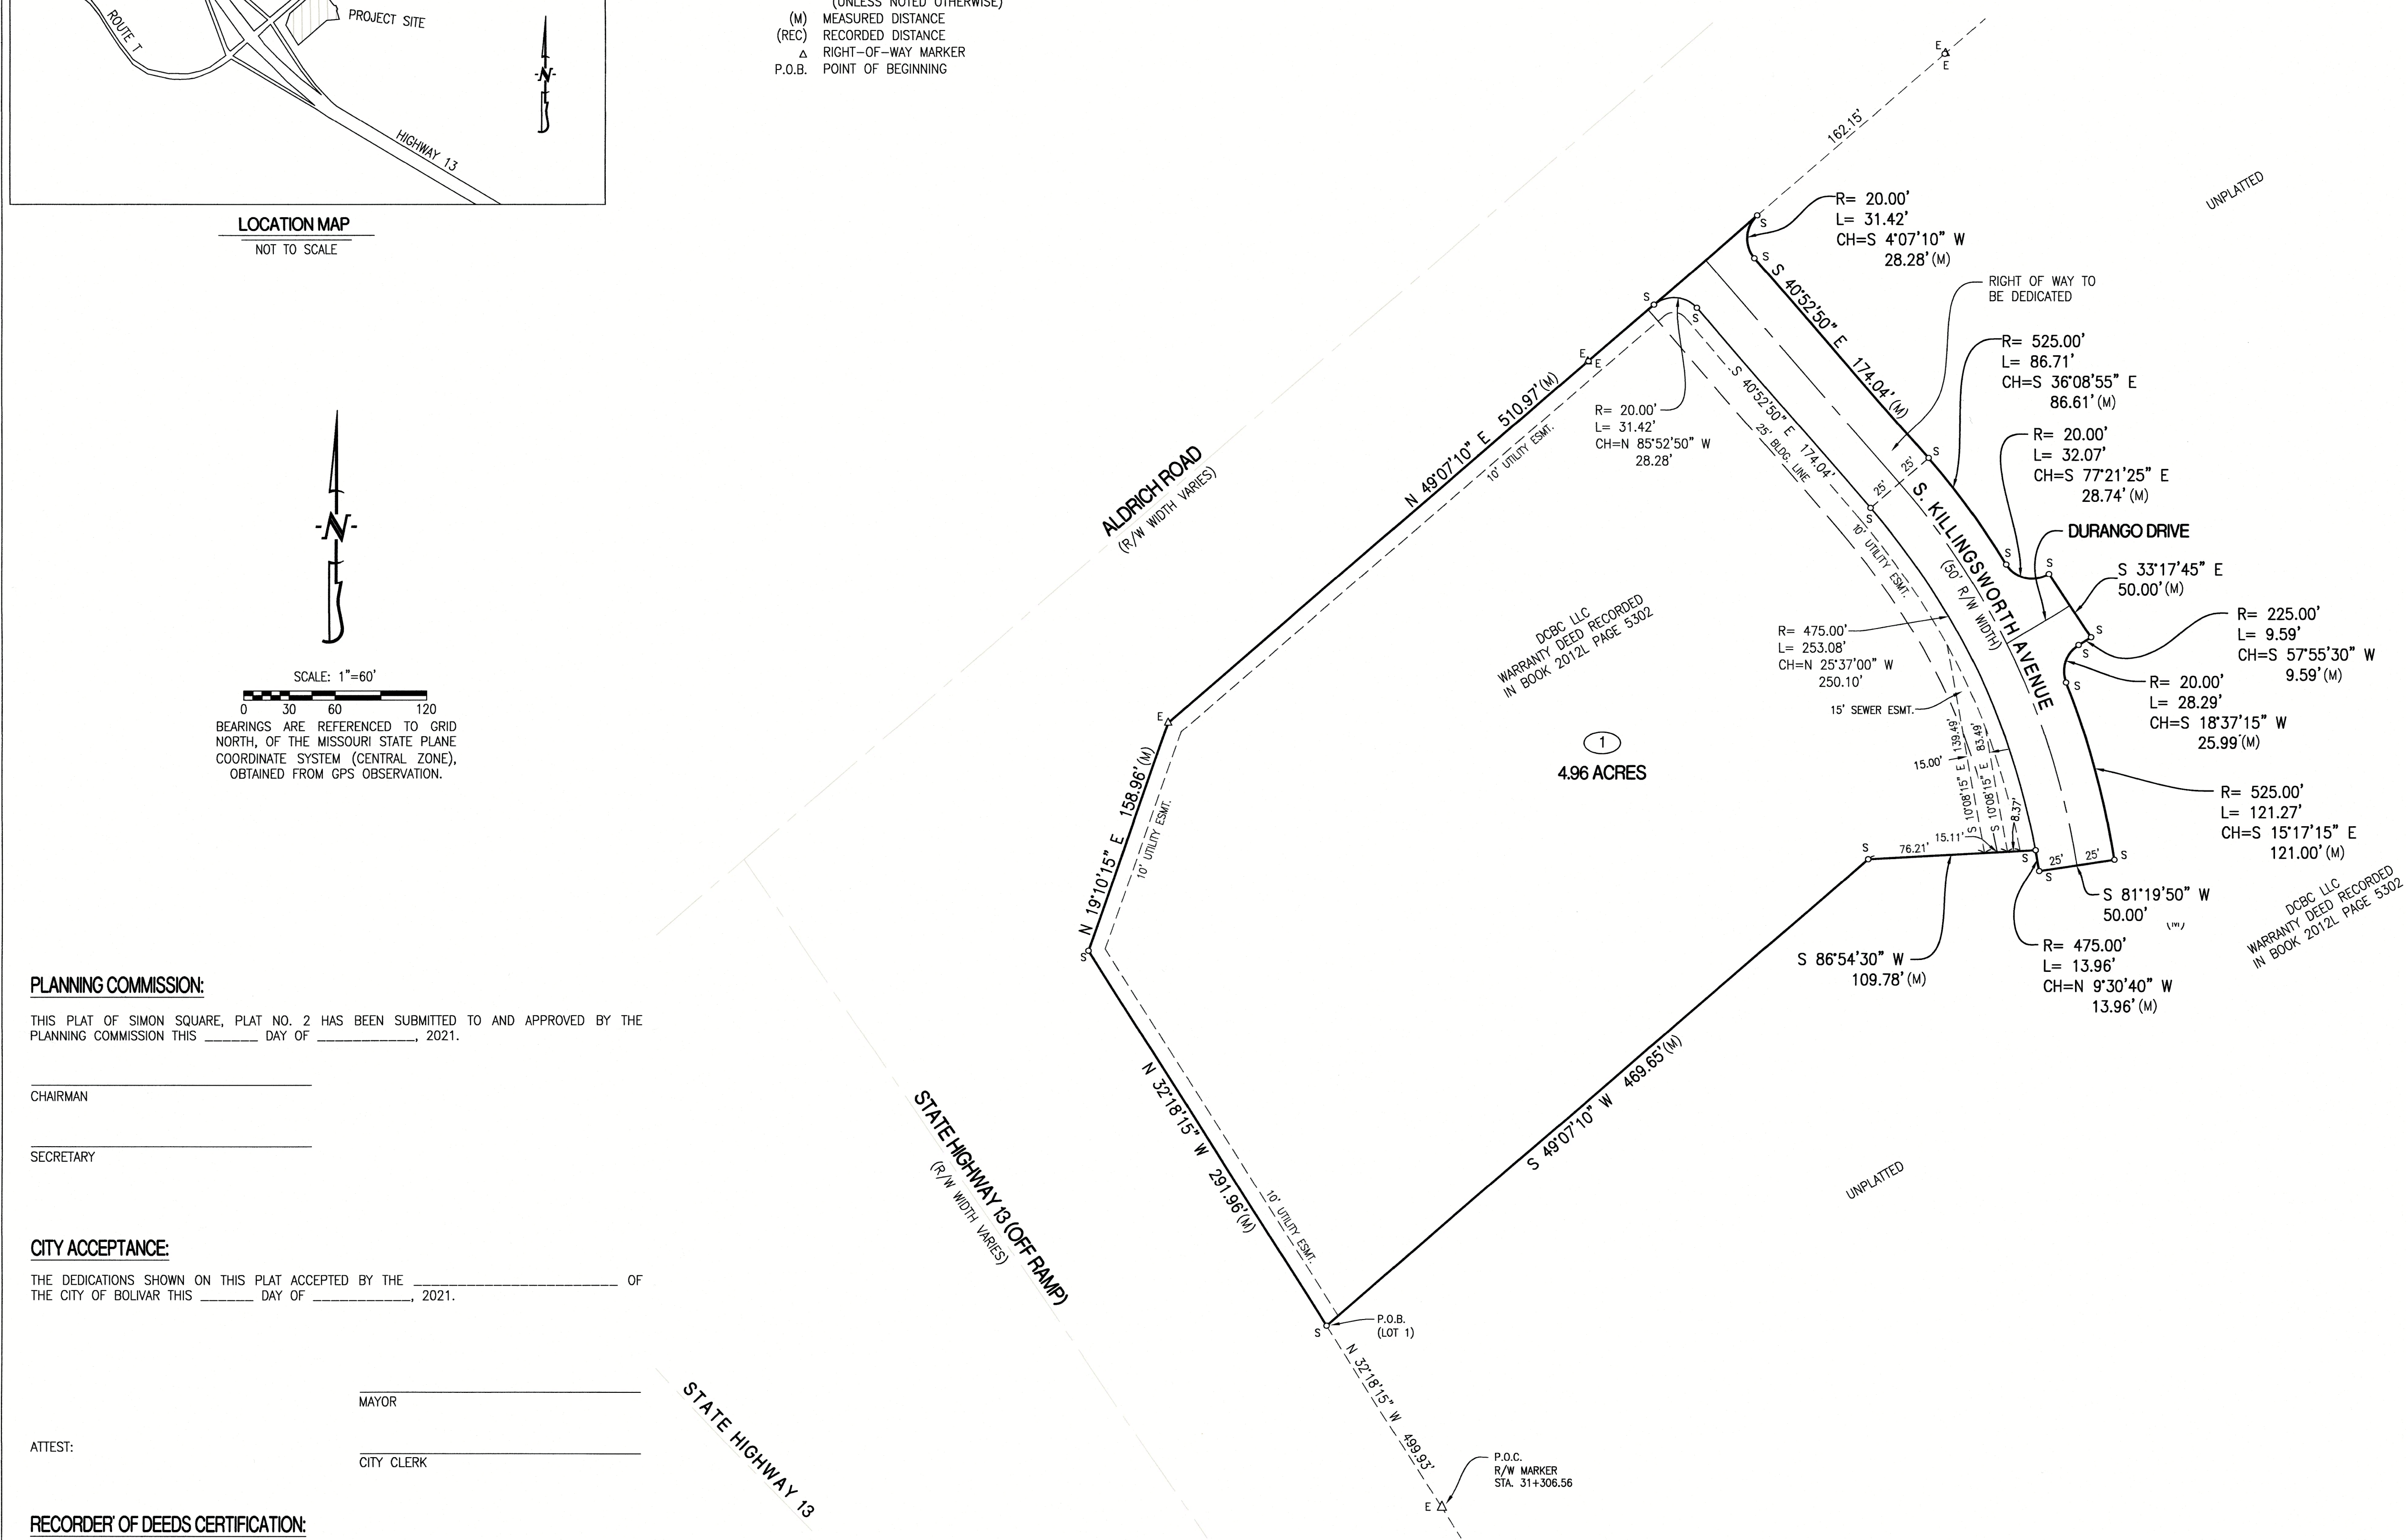 (UNLESS NOTED OTHERWISE)
(M) MEASURED DISTANCE
(REC) RECORDED DISTANCE
△ RIGHT-OF-WAY MARKER
P.O.B. POINT OF BEGINNING
ROUTE T
PROJECT SITE
-N-
HIGHWAY 13
LOCATION MAP
NOT TO SCALE
-N-
SCALE: 1"=60'
0 30 60 120
BEARINGS ARE REFERENCED TO GRID
NORTH, OF THE MISSOURI STATE PLANE
COORDINATE SYSTEM (CENTRAL ZONE),
OBTAINED FROM GPS OBSERVATION.
PLANNING COMMISSION:
THIS PLAT OF SIMON SQUARE, PLAT NO. 2 HAS BEEN SUBMITTED TO AND APPROVED BY THE
PLANNING COMMISSION THIS ______ DAY OF ___________, 2021.
CHAIRMAN
SECRETARY
CITY ACCEPTANCE:
THE DEDICATIONS SHOWN ON THIS PLAT ACCEPTED BY THE _______________________ OF
THE CITY OF BOLIVAR THIS ______ DAY OF ___________, 2021.
MAYOR
ATTEST:
CITY CLERK
RECORDER' OF DEEDS CERTIFICATION:
E
E
162.15'
UNPLATTED
S
R= 20.00'
L= 31.42'
CH=S 4°07'10" W
28.28' (M)
S
S 40°52'50" E 174.04' (M)
RIGHT OF WAY TO
BE DEDICATED
S
S
R= 525.00'
L= 86.71'
CH=S 36°08'55" E
86.61' (M)
E
E
N 49°07'10" E 510.97' (M)
10' UTILITY ESMT.
R= 20.00'
L= 31.42'
CH=N 85°52'50" W
28.28'
S 40°52'50" E 174.04'
25' BLDG. LINE
10' UTILITY ESMT.
R= 20.00'
L= 32.07'
CH=S 77°21'25" E
28.74' (M)
S
25'
25'
S
ALDRICH ROAD
(R/W WIDTH VARIES)
S. KILLINGSWORTH AVENUE
(50' R/W WIDTH)
DURANGO DRIVE
S
S
S 33°17'45" E
50.00' (M)
DCBC LLC
WARRANTY DEED RECORDED
IN BOOK 2012L PAGE 5302
R= 475.00'
L= 253.08'
CH=N 25°37'00" W
250.10'
S
S
R= 225.00'
L= 9.59'
CH=S 57°55'30" W
9.59' (M)
S
R= 20.00'
L= 28.29'
CH=S 18°37'15" W
25.99' (M)
15' SEWER ESMT.
E
1
4.96 ACRES
15.00'
S 10°08'15" E 139.49'
S 10°08'15" E 83.49'
8.37'
15.11'
76.21'
R= 525.00'
L= 121.27'
CH=S 15°17'15" E
121.00' (M)
N 19°10'15" E 158.96' (M)
10' UTILITY ESMT.
S
S
S
25' 25'
S
S
S 81°19'50" W
50.00'
(M)
DCBC LLC
WARRANTY DEED RECORDED
IN BOOK 2012L PAGE 5302
S 86°54'30" W
109.78' (M)
R= 475.00'
L= 13.96'
CH=N 9°30'40" W
13.96' (M)
S 49°07'10" W 469.65' (M)
UNPLATTED
N 32°18'15" W 291.96' (M)
10' UTILITY ESMT.
STATE HIGHWAY 13 (OFF RAMP)
(R/W WIDTH VARIES)
S
P.O.B.
(LOT 1)
N 32°18'15" W 499.93'
STATE HIGHWAY 13
P.O.C.
R/W MARKER
STA. 31+306.56
E